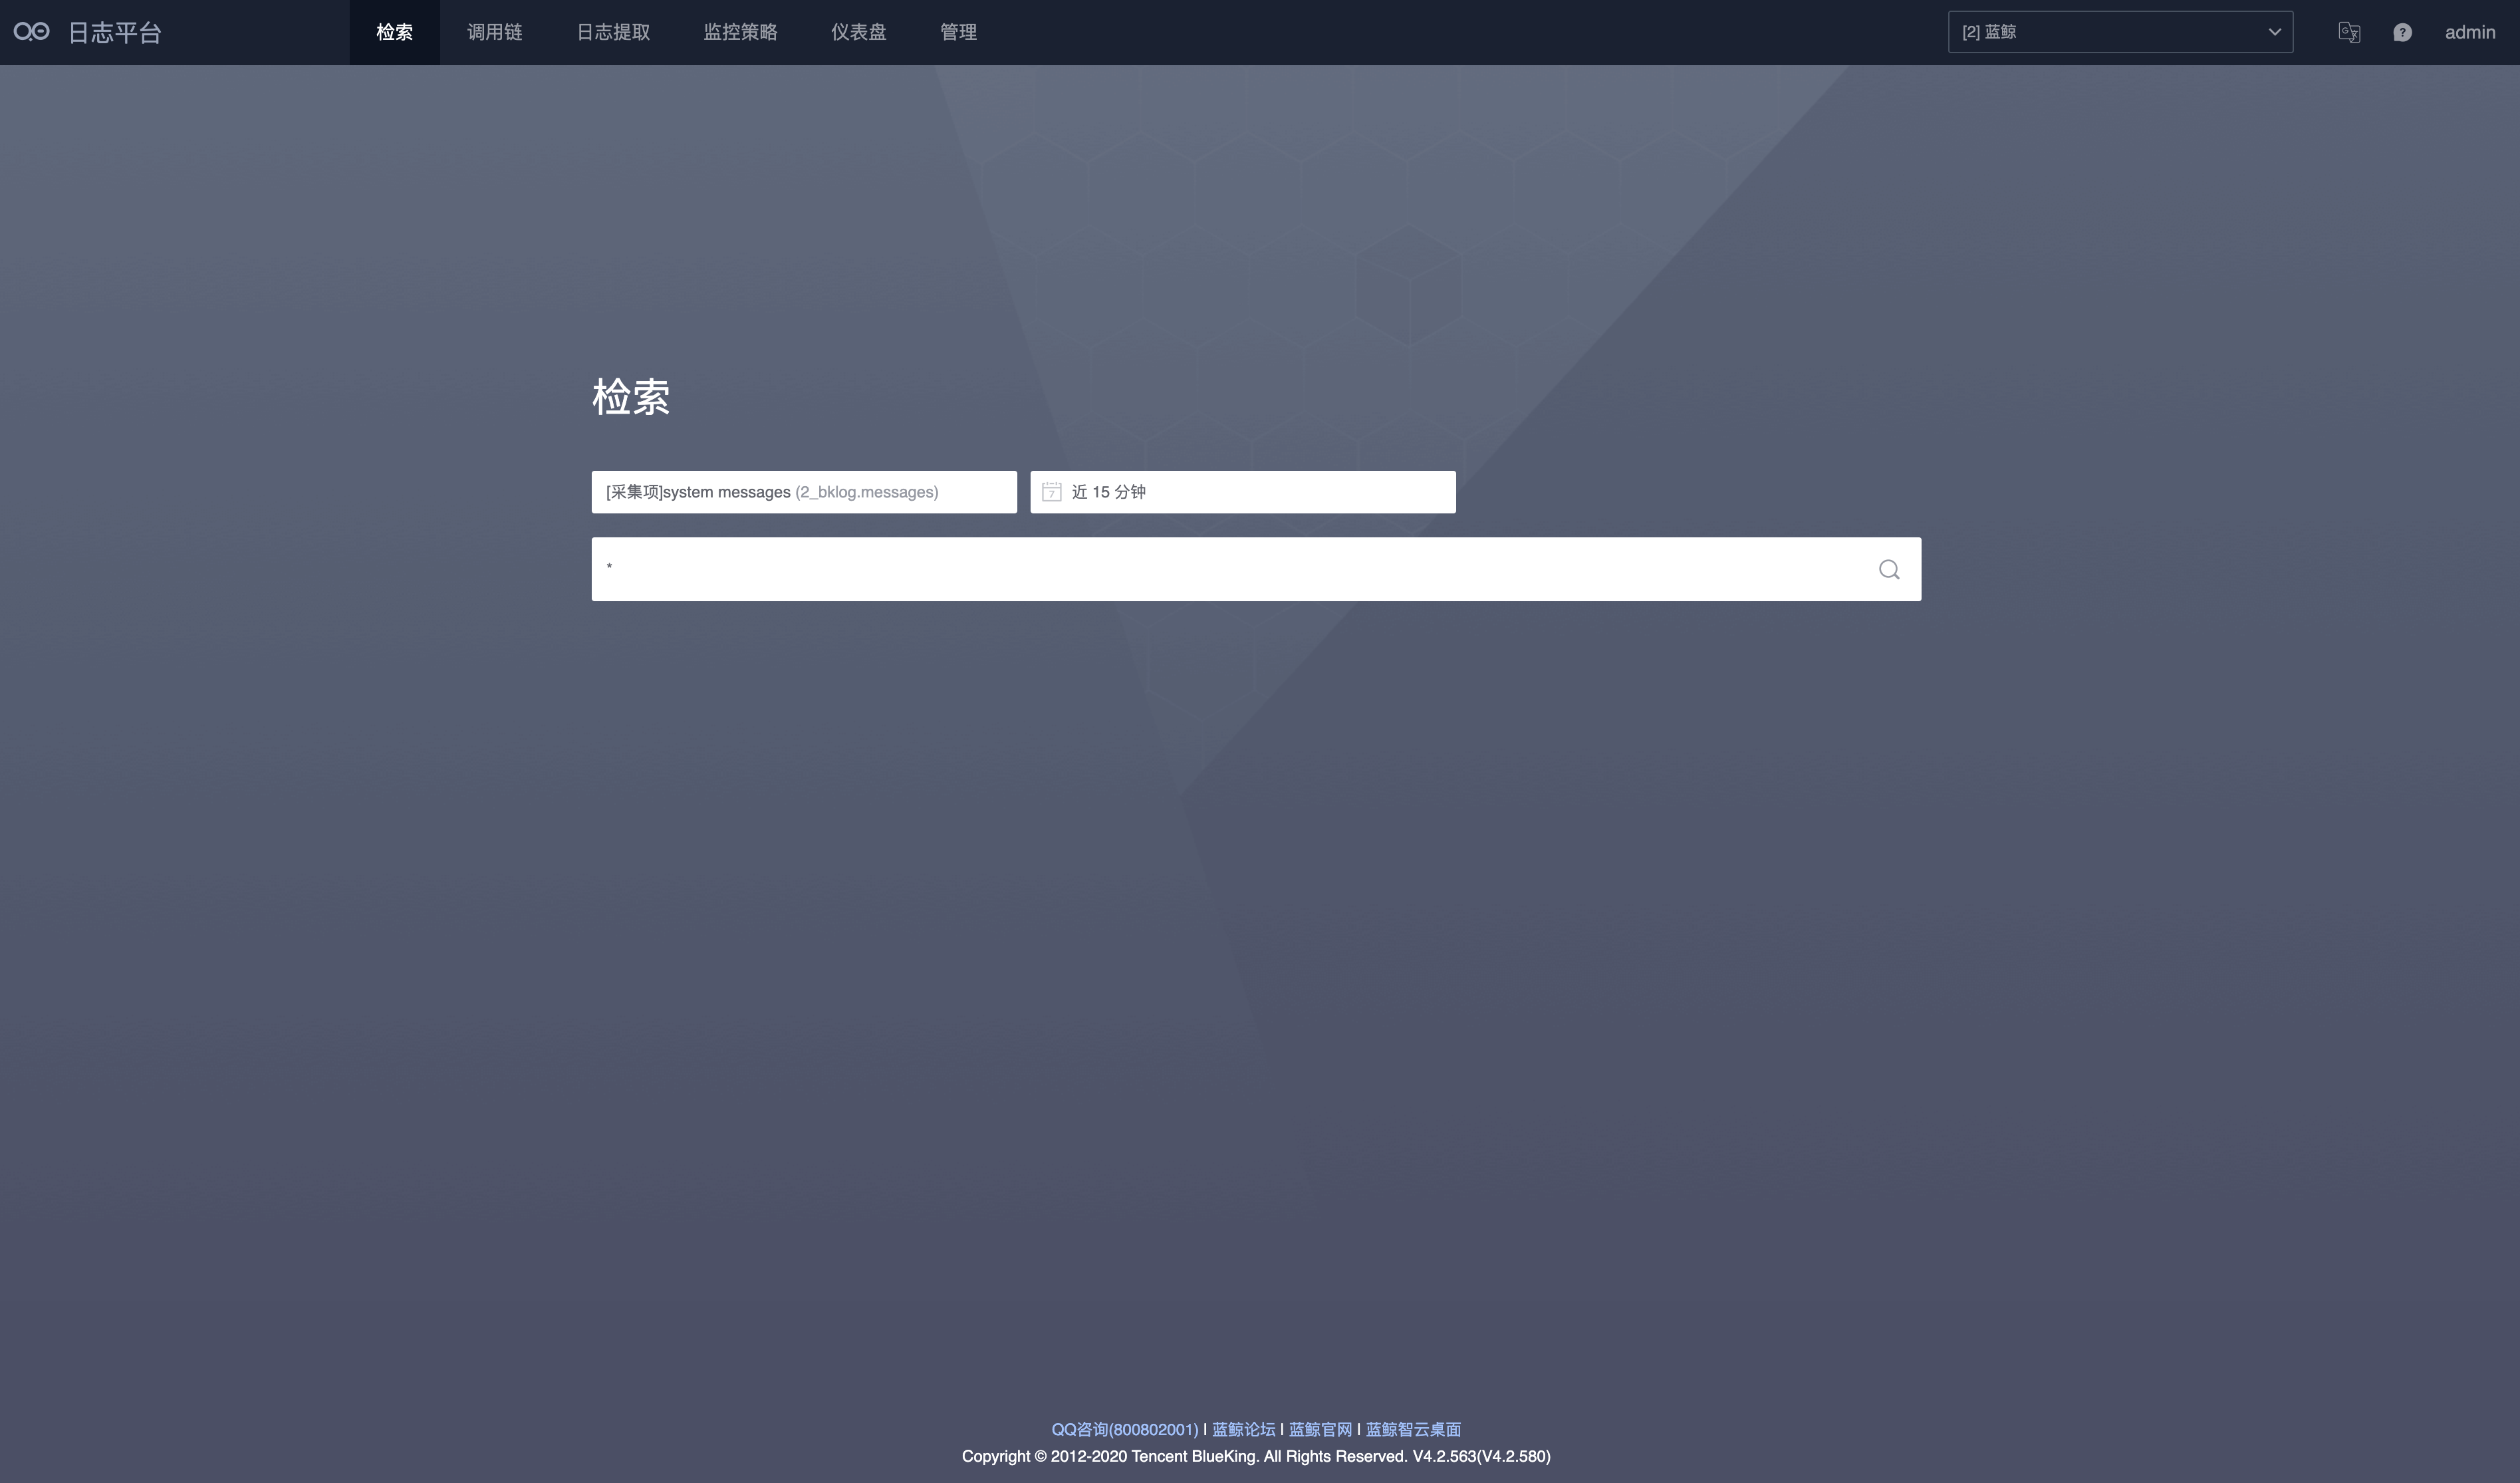 日志平台 检索 调用链 日志提取 监控策略 仪表盘 管理 [2] 蓝鲸 admin
检索
[采集项]system messages (2_bklog.messages) 7 近 15 分钟
*
QQ咨询(800802001) | 蓝鲸论坛 | 蓝鲸官网 | 蓝鲸智云桌面
Copyright © 2012-2020 Tencent BlueKing. All Rights Reserved. V4.2.563(V4.2.580)